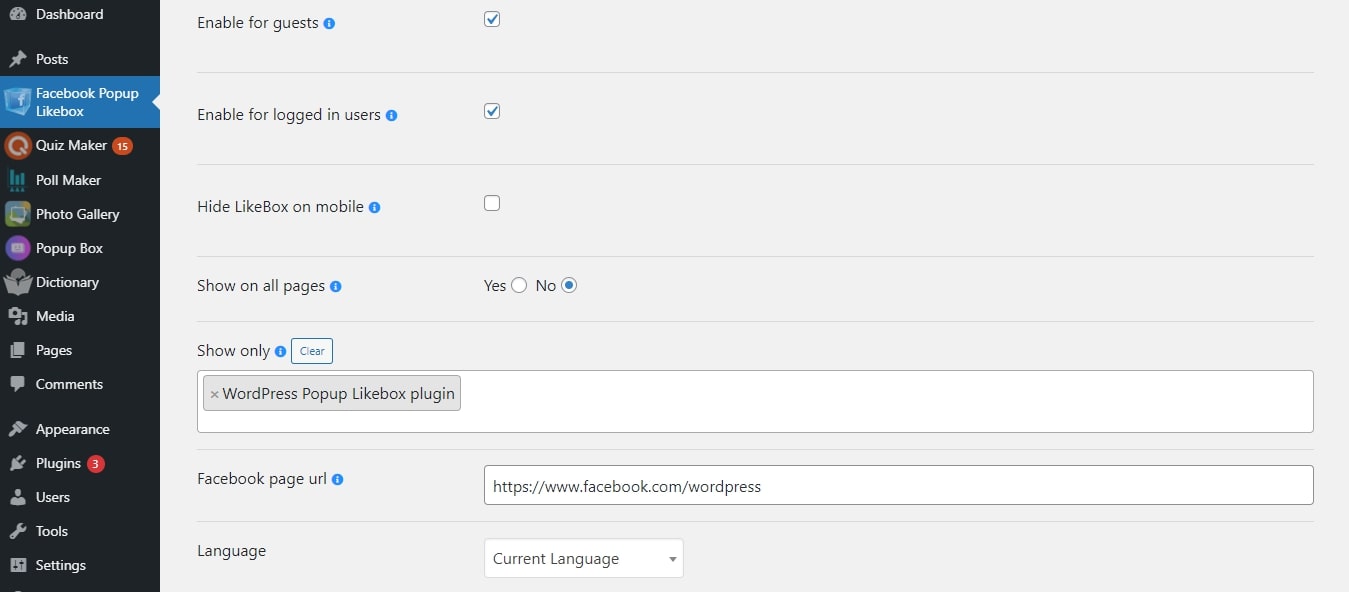 Dashboard
Posts
Facebook Popup
Likebox
Quiz Maker 15
Poll Maker
Photo Gallery
Popup Box
Dictionary
Media
Pages
Comments
Appearance
Plugins 3
Users
Tools
Settings
Enable for guests
Enable for logged in users
Hide LikeBox on mobile
Show on all pages Yes No
Show only Clear
× WordPress Popup Likebox plugin
Facebook page url https://www.facebook.com/wordpress
Language Current Language